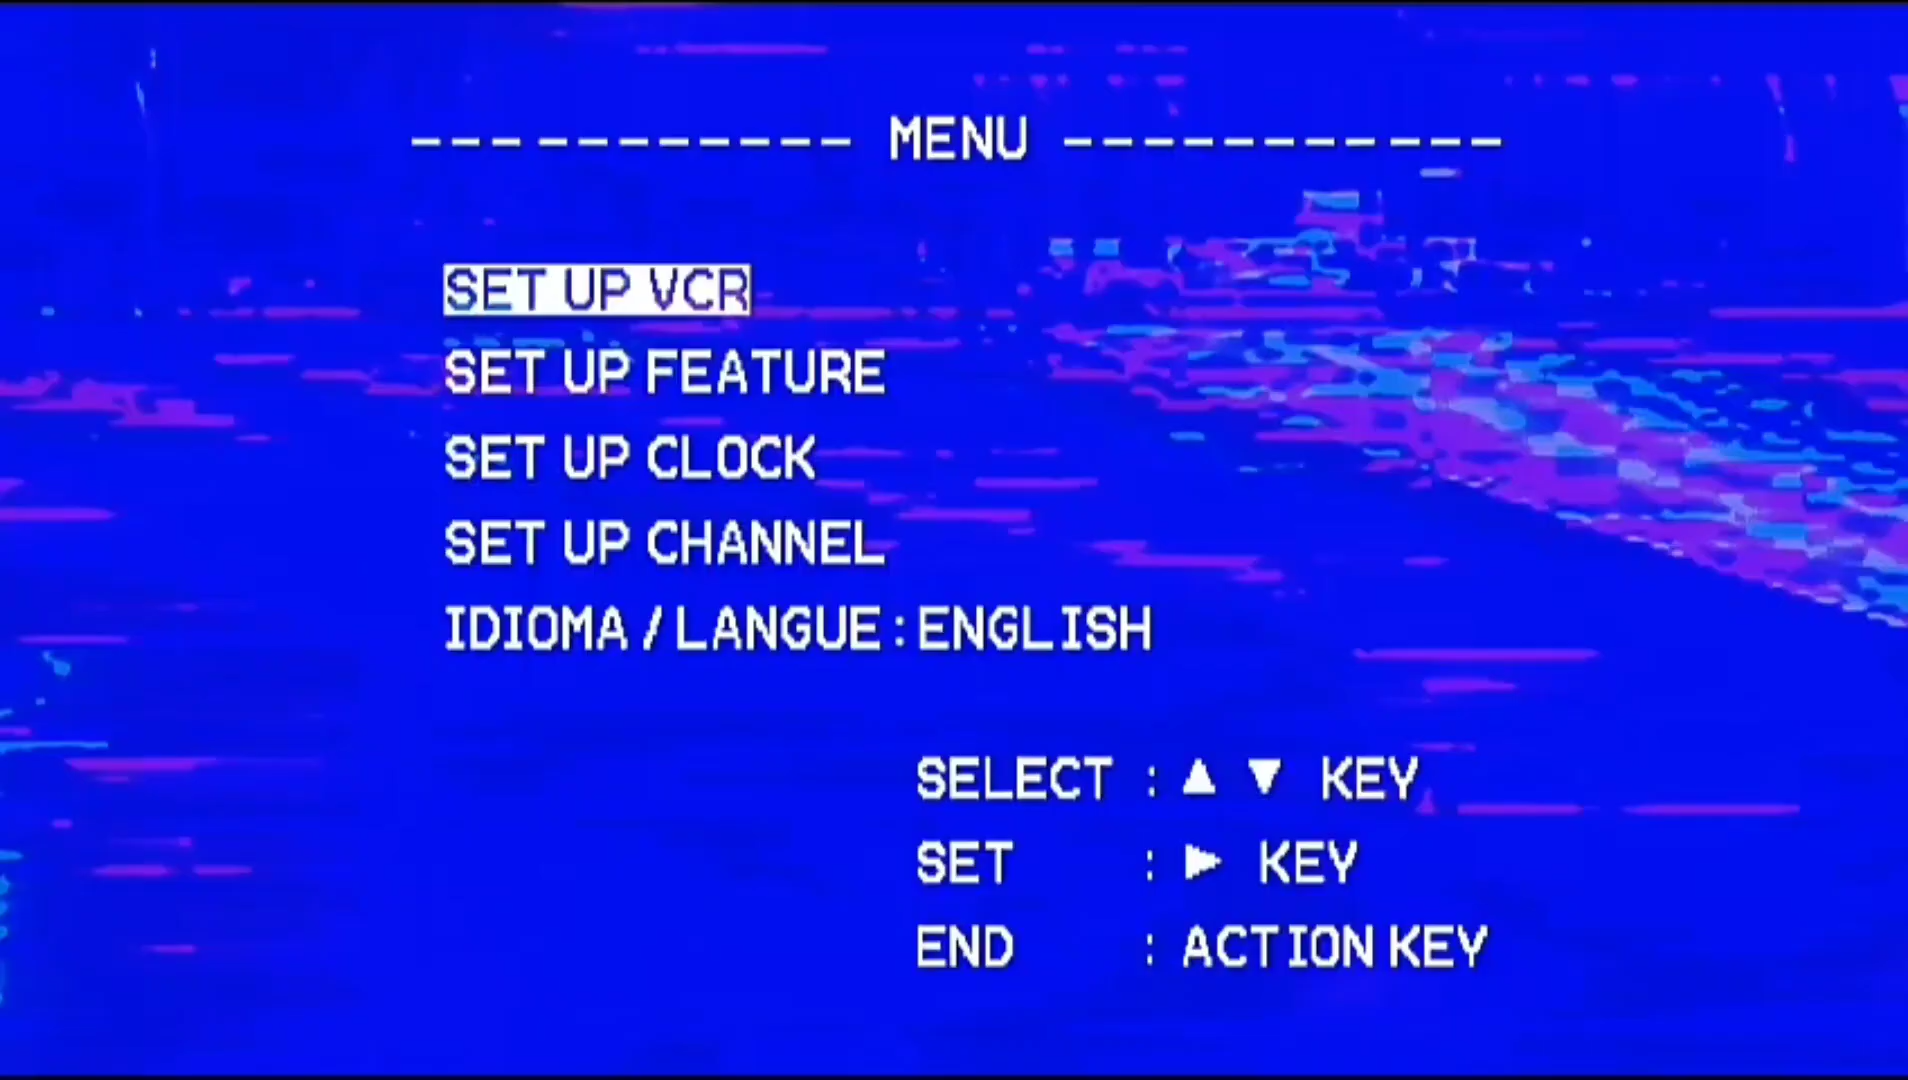 ----------- MENU ------------
SET UP VCR
SET UP FEATURE
SET UP CLOCK
SET UP CHANNEL
IDIOMA / LANGUE : ENGLISH
SELECT : ▲ ▼ KEY
SET : ► KEY
END : ACTION KEY